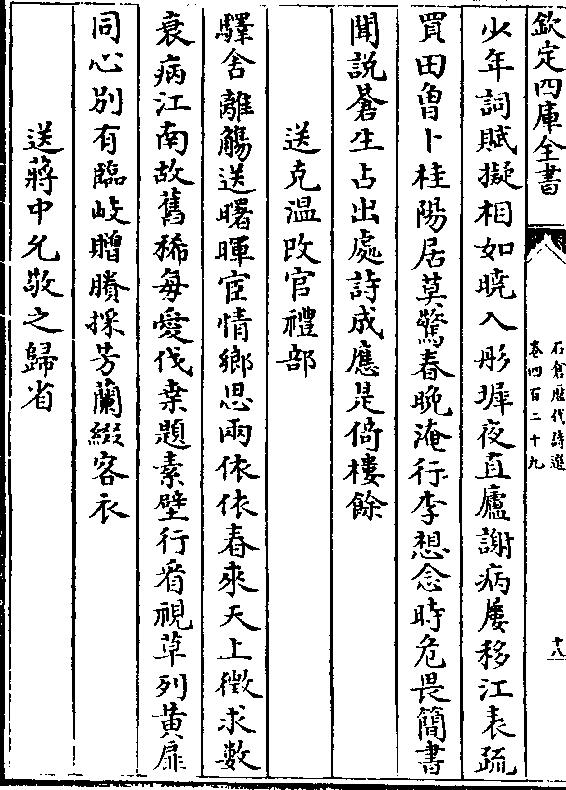 欽定四庫全書
石倉歴代詩選
卷四百二十九
十八
少年詞賦擬相如曉入彤墀夜直廬謝病屢移江表疏
買田魯卜桂陽居莫驚春晚淹行李想念時危畏簡書
聞說蒼生占出處詩成應是倚樓餘
送克温改官禮部
驛舍離觴送曙暉宦情鄉思兩依依春來天上徵求數
衰病江南故舊稀每愛伐柰題素壁行看視草列黄扉
同心别有臨岐贈賸採芳蘭綴客衣
送蔣中允敬之歸省